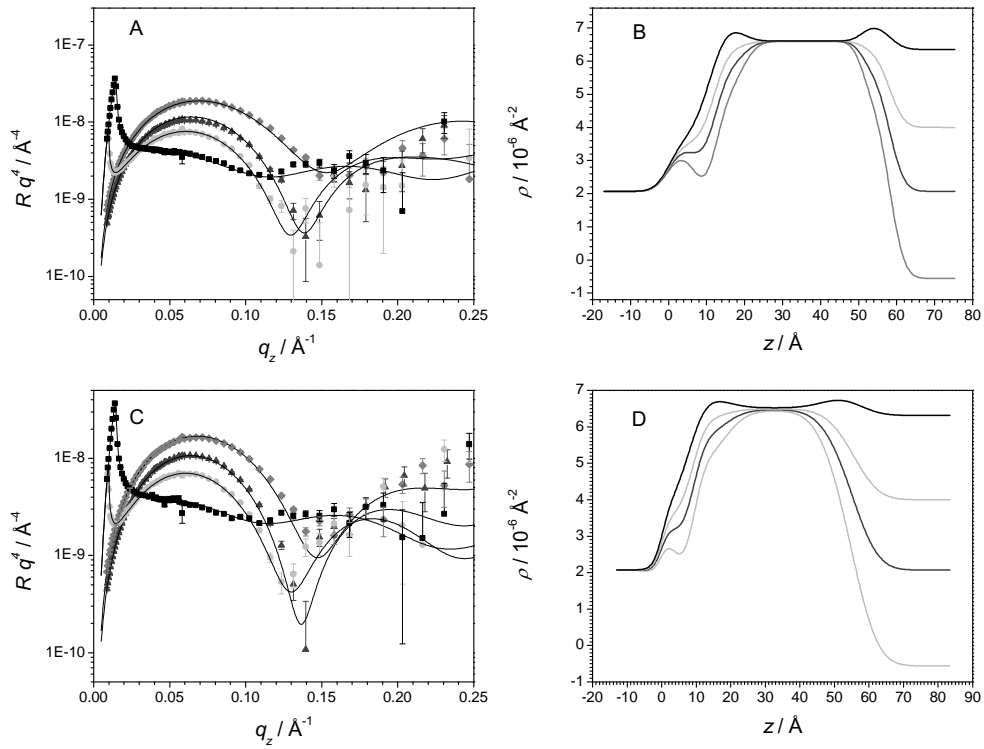 A
1E-7
1E-8
1E-9
1E-10
R q⁴ / Å⁻⁴
0.00 0.05 0.10 0.15 0.20 0.25
q_z / Å⁻¹
B
7
6
5
4
3
2
1
0
-1
ρ / 10⁻⁶ Å⁻²
-20 -10 0 10 20 30 40 50 60 70 80
z / Å
C
1E-8
1E-9
1E-10
R q⁴ / Å⁻⁴
0.00 0.05 0.10 0.15 0.20 0.25
q_z / Å⁻¹
D
7
6
5
4
3
2
1
0
-1
ρ / 10⁻⁶ Å⁻²
-20 -10 0 10 20 30 40 50 60 70 80 90
z / Å